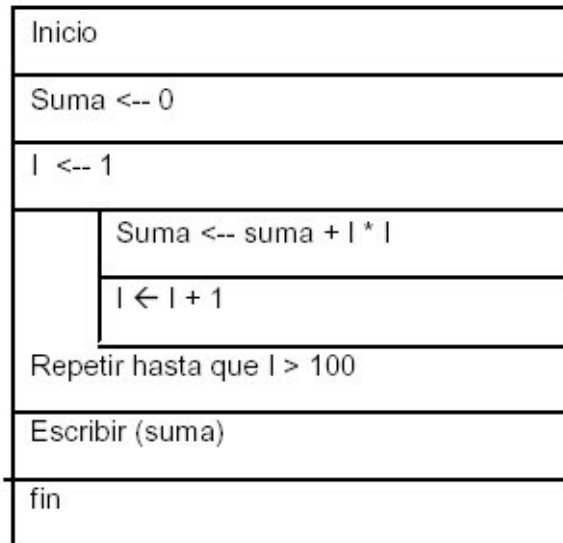 Inicio
Suma <-- 0
I <-- 1
Suma <-- suma + I * I
I ← I + 1
Repetir hasta que I > 100
Escribir (suma)
fin